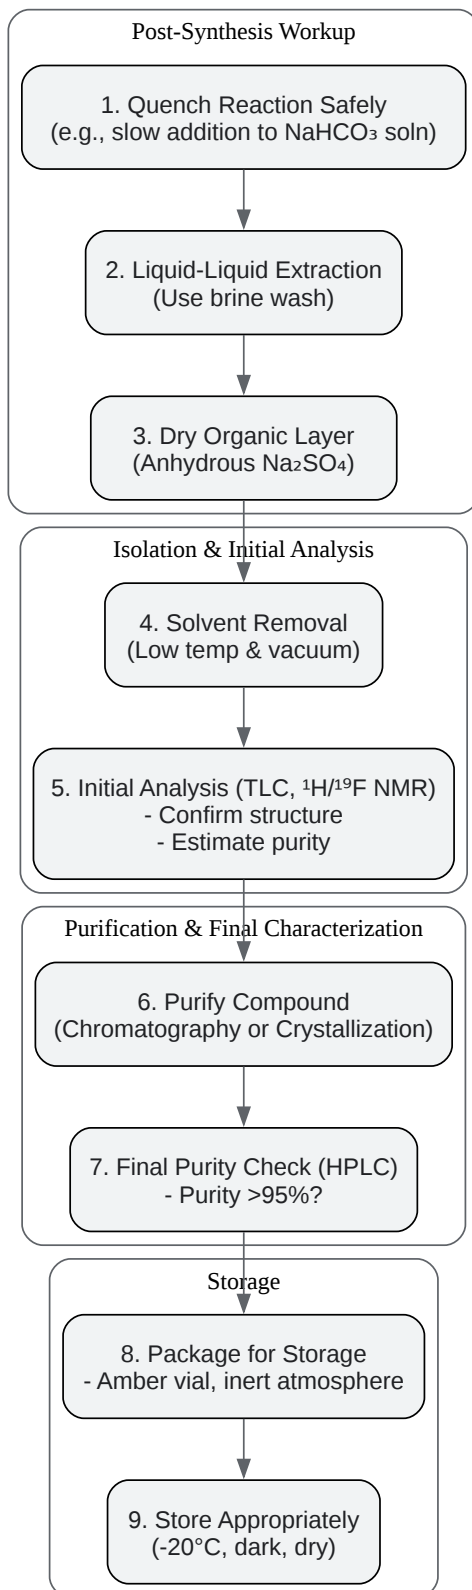 Post-Synthesis Workup
1. Quench Reaction Safely
(e.g., slow addition to NaHCO₃ soln)
2. Liquid-Liquid Extraction
(Use brine wash)
3. Dry Organic Layer
(Anhydrous Na₂SO₄)
Isolation & Initial Analysis
4. Solvent Removal
(Low temp & vacuum)
5. Initial Analysis (TLC, ¹H/¹⁹F NMR)
- Confirm structure
- Estimate purity
Purification & Final Characterization
6. Purify Compound
(Chromatography or Crystallization)
7. Final Purity Check (HPLC)
- Purity >95%?
Storage
8. Package for Storage
- Amber vial, inert atmosphere
9. Store Appropriately
(-20°C, dark, dry)